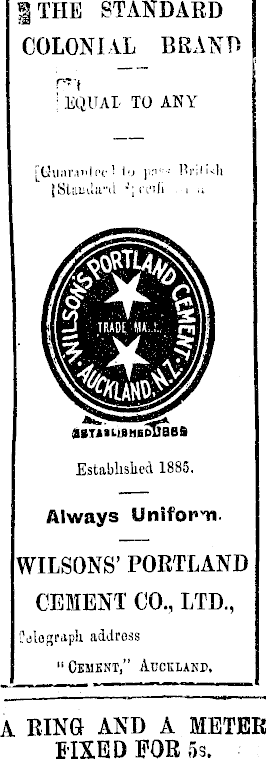 THE STANDARD
COLONIAL BRAND
EQUAL TO ANY
[Guaranteed to pass British
Standard
WILSON'S PORTLAND CEMENT
TRADE
AUCKLAND. N.Z.
ESTABLISHED 1885
Established 1885.
Always Uniform.
WILSONS' PORTLAND
CEMENT CO., LTD.,
Telegraph address
"CEMENT," AUCKLAND.
A RING AND A METER
FIXED FOR 5s.